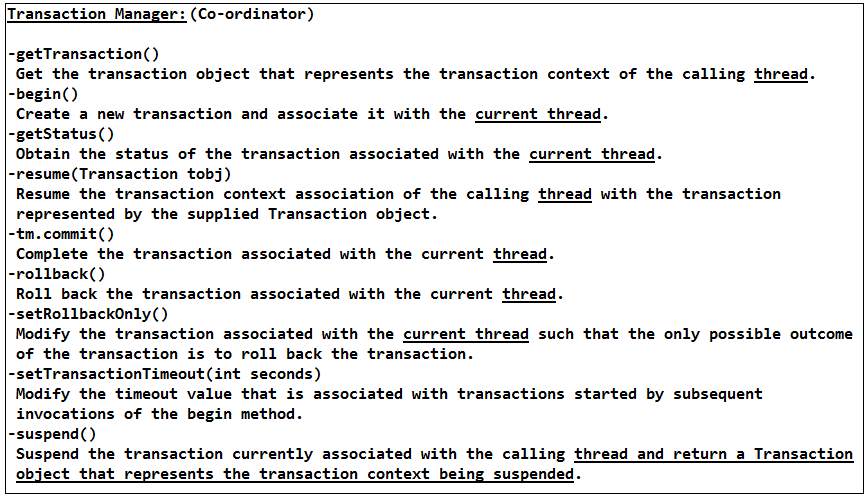 Transaction Manager:(Co-ordinator)
-getTransaction()
Get the transaction object that represents the transaction context of the calling thread.
-begin()
Create a new transaction and associate it with the current thread.
-getStatus()
Obtain the status of the transaction associated with the current thread.
-resume(Transaction tobj)
Resume the transaction context association of the calling thread with the transaction
represented by the supplied Transaction object.
-tm.commit()
Complete the transaction associated with the current thread.
-rollback()
Roll back the transaction associated with the current thread.
-setRollbackOnly()
Modify the transaction associated with the current thread such that the only possible outcome
of the transaction is to roll back the transaction.
-setTransactionTimeout(int seconds)
Modify the timeout value that is associated with transactions started by subsequent
invocations of the begin method.
-suspend()
Suspend the transaction currently associated with the calling thread and return a Transaction
object that represents the transaction context being suspended.